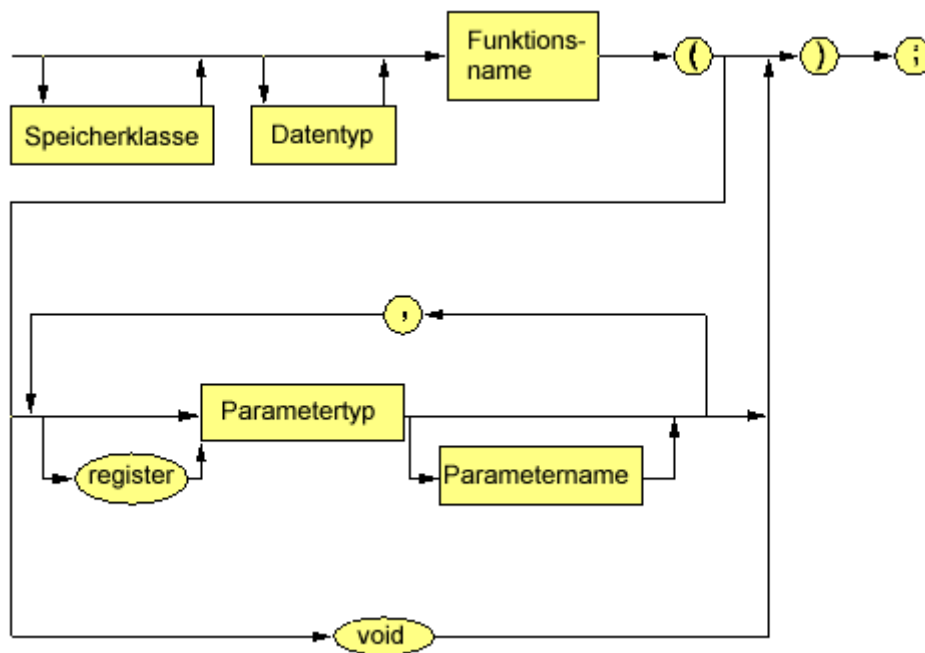 Funktions-
name
(
)
;
Speicherklasse
Datentyp
,
Parametertyp
register
Parametername
void